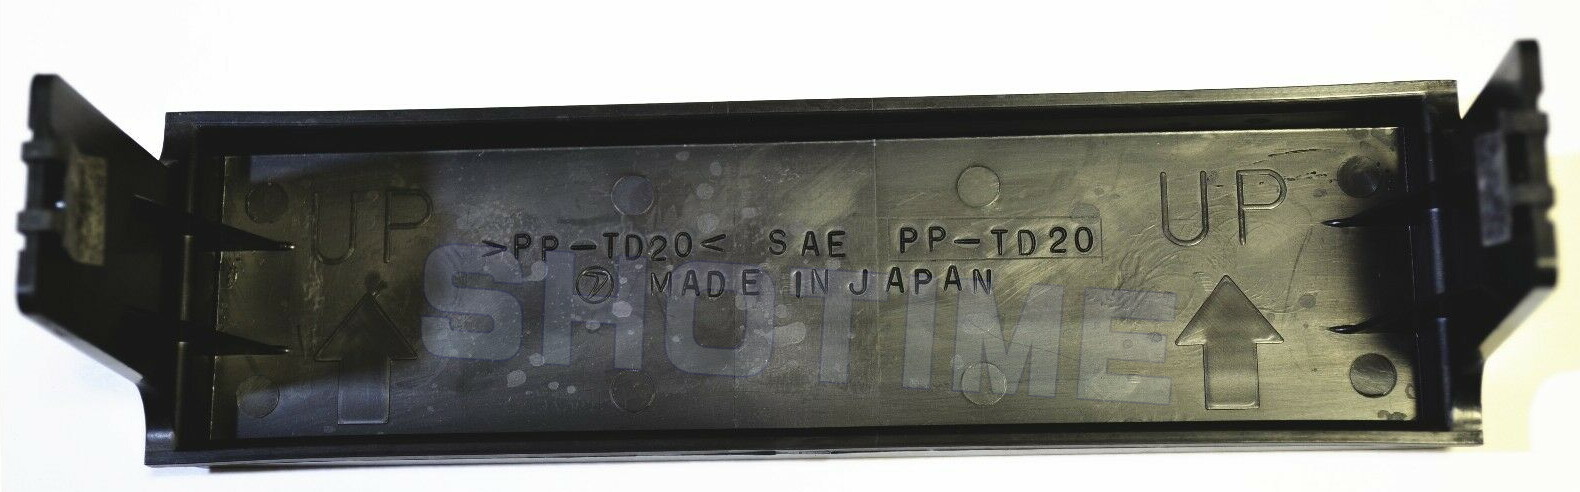 UP UP
>PP-TD20< SAE PP-TD20
MADE IN JAPAN
SHOTIME